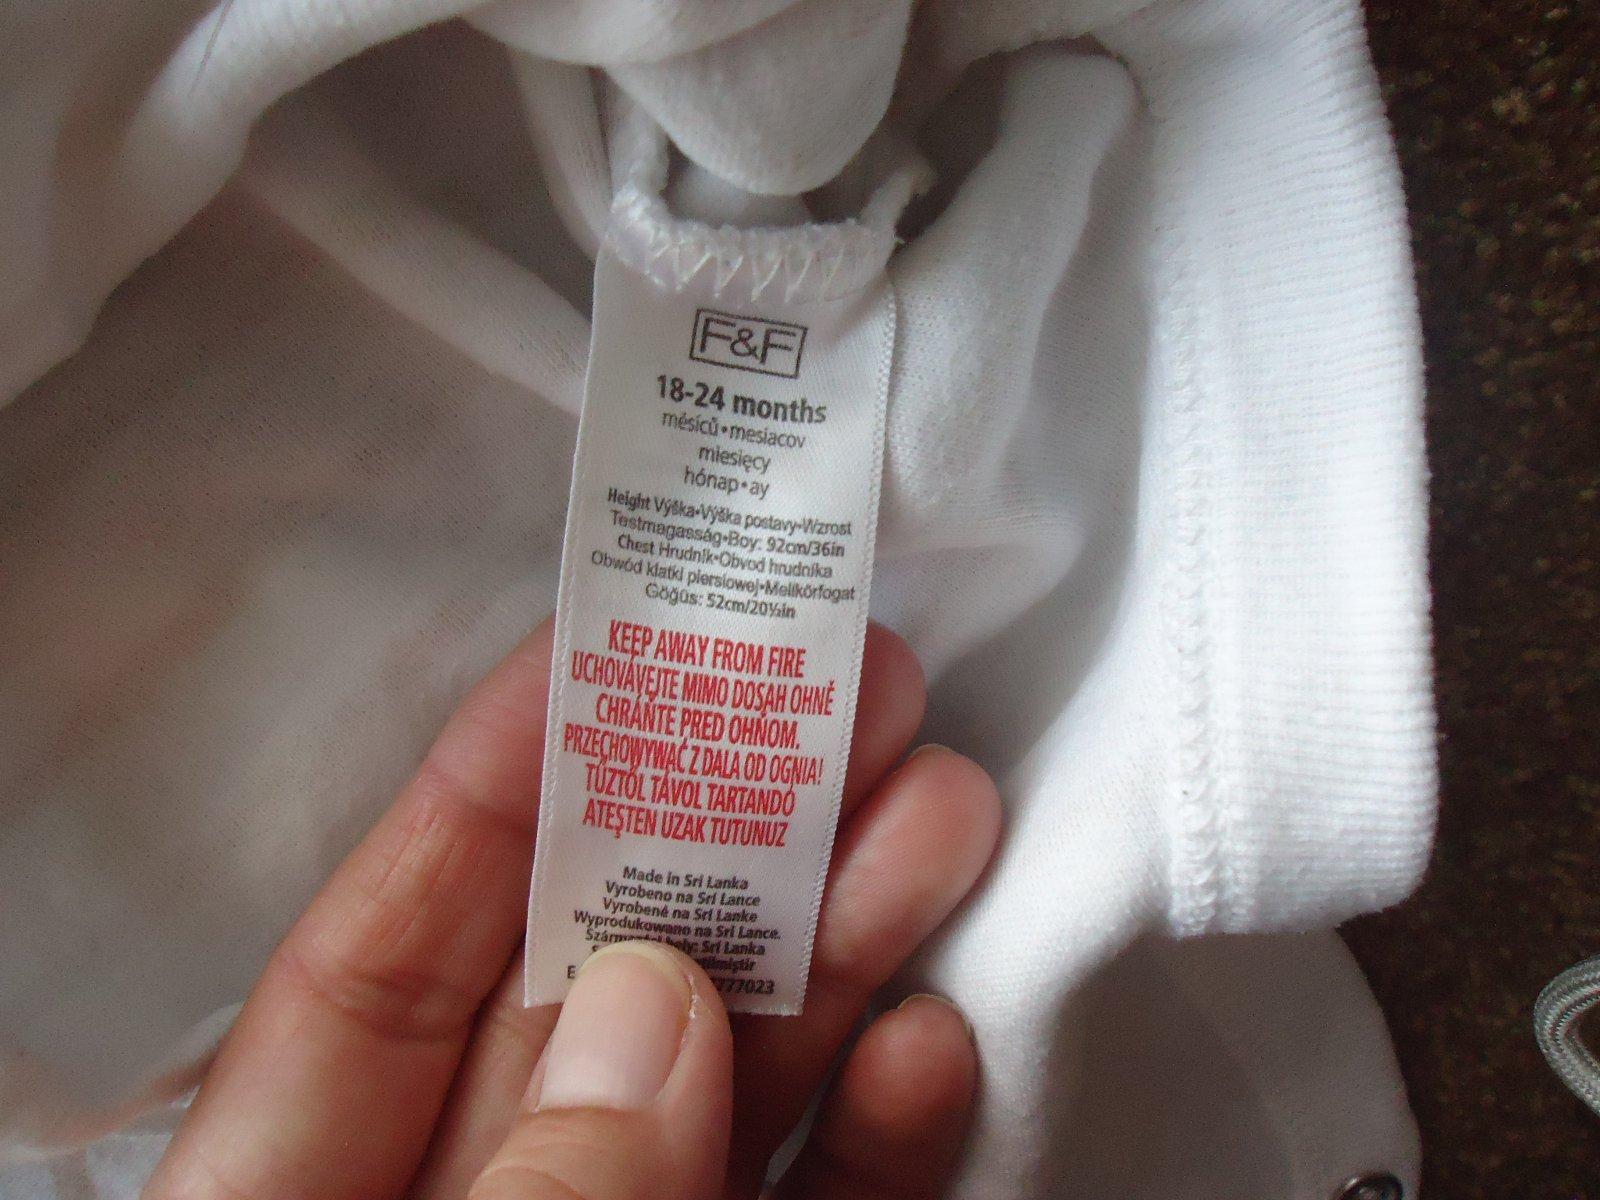 F&F
18-24 months
měsíců•mesiacov
miesięcy
hónap•ay
Height Výška•Výška postavy•Wzrost
Testmagasság•Boy: 92cm/36in
Chest Hrudník•Obvod hrudníka
Obwód klatki piersiowej•Mellkörfogat
Göğüs: 52cm/20½in
KEEP AWAY FROM FIRE
UCHOVÁVEJTE MIMO DOSAH OHNĚ
CHRÁŇTE PRED OHŇOM.
PRZECHOWYWAĆ Z DALA OD OGNIA!
TŰZTŐL TÁVOL TARTANDÓ
ATEŞTEN UZAK TUTUNUZ
Made in Sri Lanka
Vyrobeno na Srí Lance
Vyrobené na Srí Lanke
Wyprodukowano na Sri Lance.
hely: Srí Lanka